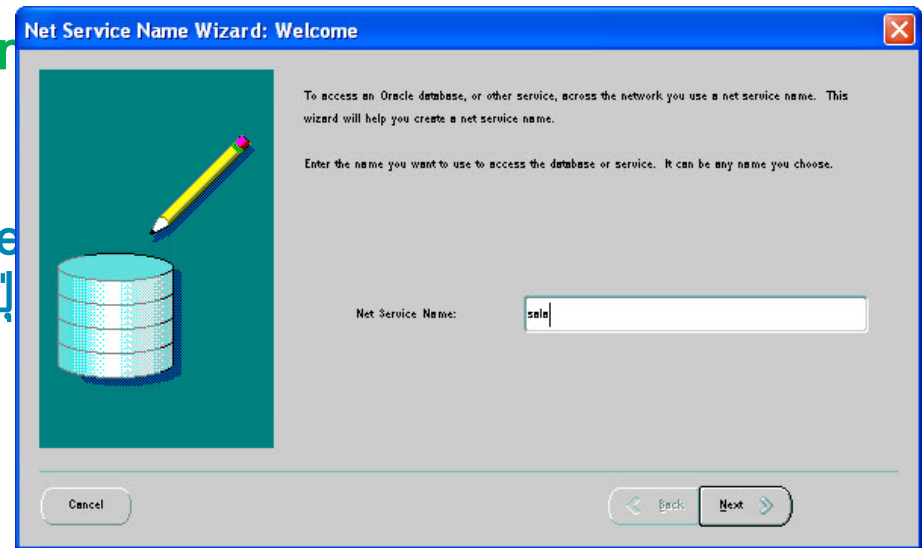 Net Service Name Wizard: Welcome
To access an Oracle database, or other service, across the network you use a net service name. This
wizard will help you create a net service name.
Enter the name you want to use to access the database or service. It can be any name you choose.
Net Service Name:
Cancel
Back
Next